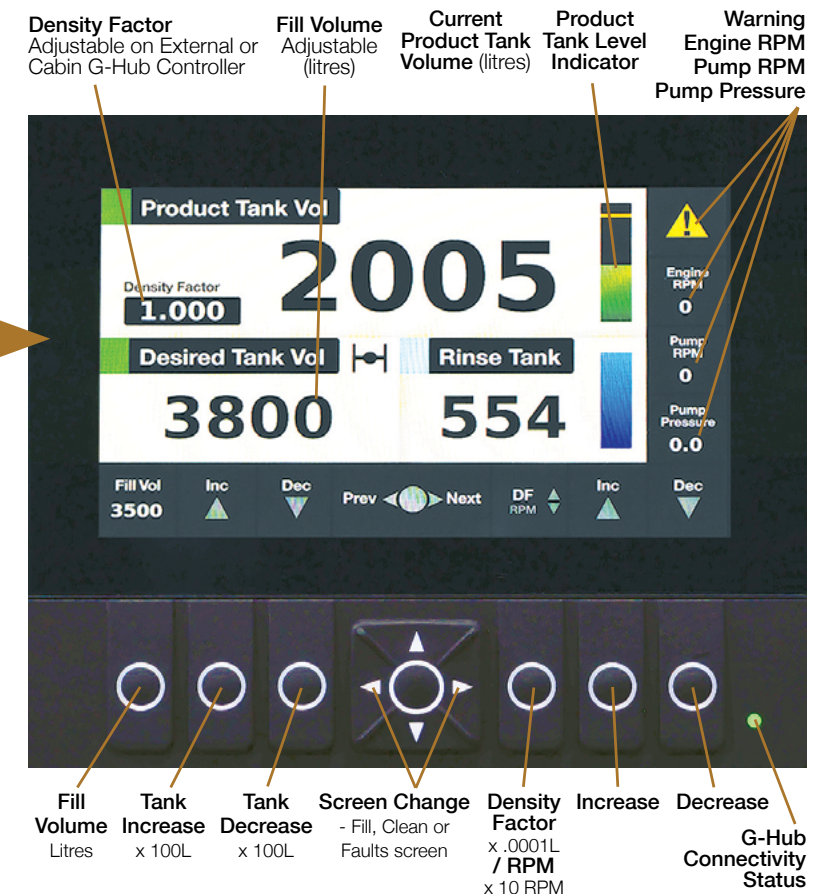 Density Factor
Adjustable on External or
Cabin G-Hub Controller
Fill Volume
Adjustable
(litres)
Current
Product Tank
Volume (litres)
Product
Tank Level
Indicator
Warning
Engine RPM
Pump RPM
Pump Pressure
Product Tank Vol
2005
Density Factor
1.000
Engine
RPM
0
Pump
RPM
0
Pump
Pressure
0.0
Desired Tank Vol
3800
Rinse Tank
554
Fill Vol
3500
Inc
Dec
Prev
Next
DF
RPM
Inc
Dec
Fill
Volume
Litres
Tank
Increase
x 100L
Tank
Decrease
x 100L
Screen Change
- Fill, Clean or
Faults screen
Density
Factor
x .0001L
/ RPM
x 10 RPM
Increase
Decrease
G-Hub
Connectivity
Status